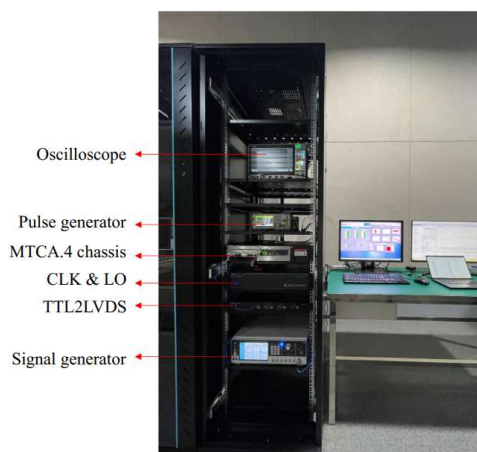 Oscilloscope
Pulse generator
MTCA.4 chassis
CLK & LO
TTL2LVDS
Signal generator